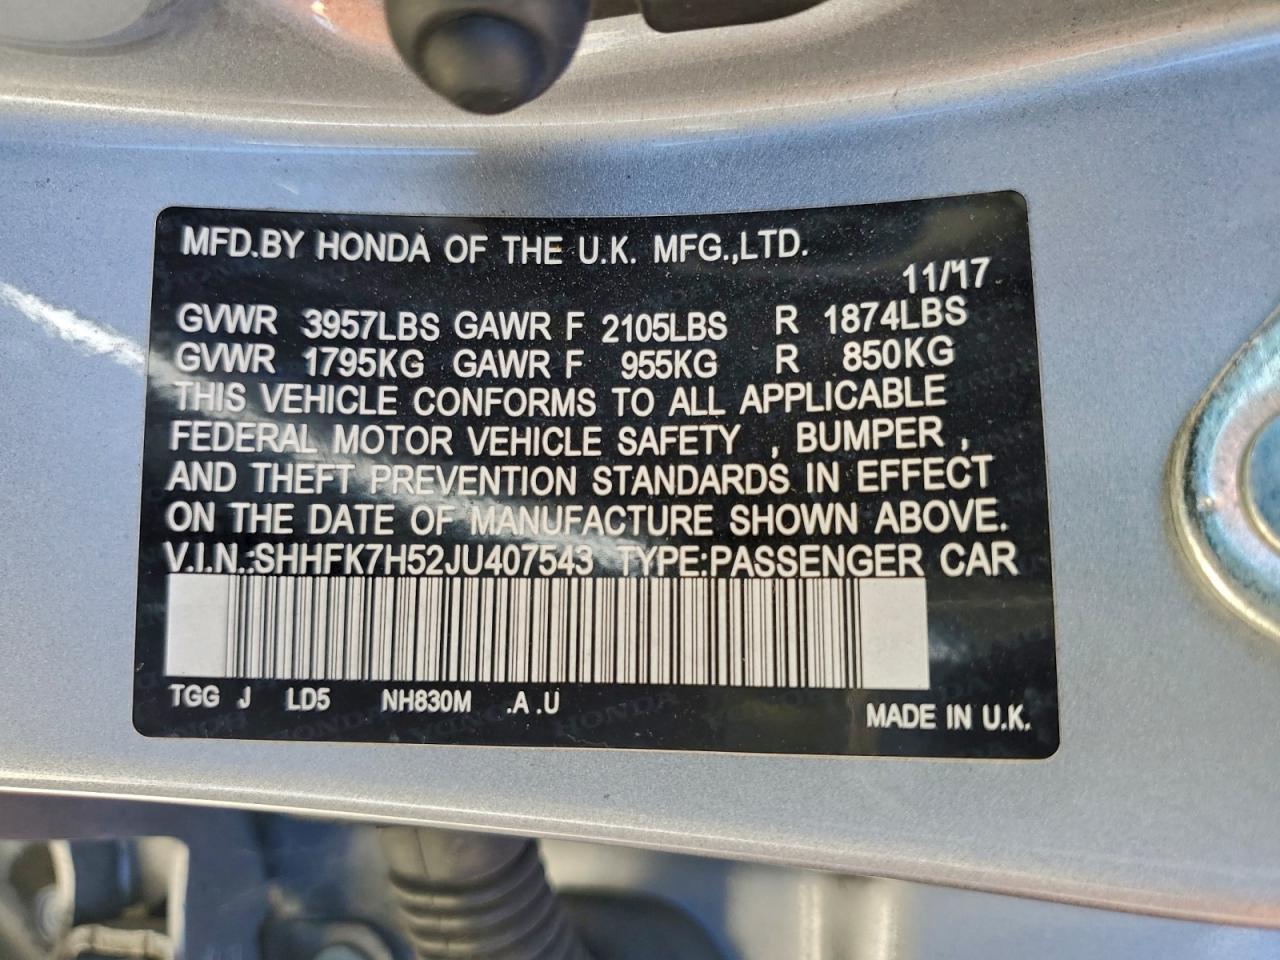 MFD.BY HONDA OF THE U.K. MFG.,LTD.
11/'17
GVWR 3957LBS GAWR F 2105LBS R 1874LBS
GVWR 1795KG GAWR F 955KG R 850KG
THIS VEHICLE CONFORMS TO ALL APPLICABLE
FEDERAL MOTOR VEHICLE SAFETY , BUMPER ,
AND THEFT PREVENTION STANDARDS IN EFFECT
ON THE DATE OF MANUFACTURE SHOWN ABOVE.
V.I.N.:SHHFK7H52JU407543 TYPE:PASSENGER CAR
TGG J LD5 NH830M .A .U
MADE IN U.K.